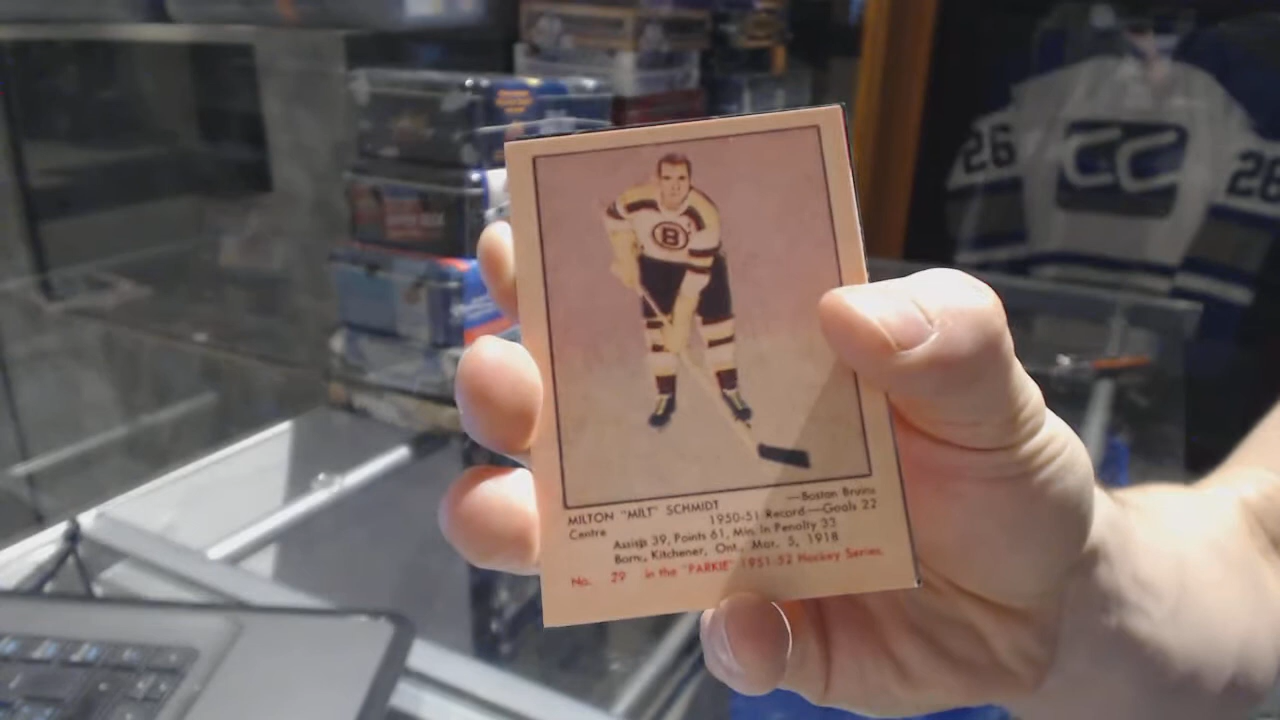 B
MILTON "MILT" SCHMIDT —Boston Bruins
Centre 1950-51 Record—Goals 22
Assists 39, Points 61, Min. in Penalty 33
Born, Kitchener, Ont., Mar. 5, 1918
No. 29 in the "PARKIE" 1951-52 Hockey Series
26
26